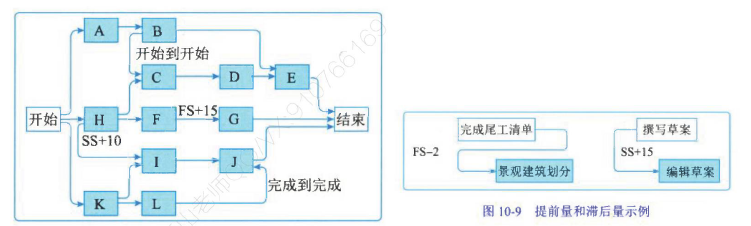 A
B
开始到开始
C
D
E
开始
H
F
FS+15
G
结束
SS+10
I
J
完成到完成
K
L
完成尾工清单
撰写草案
FS-2
SS+15
景观建筑划分
编辑草案
图 10-9 提前量和滞后量示例